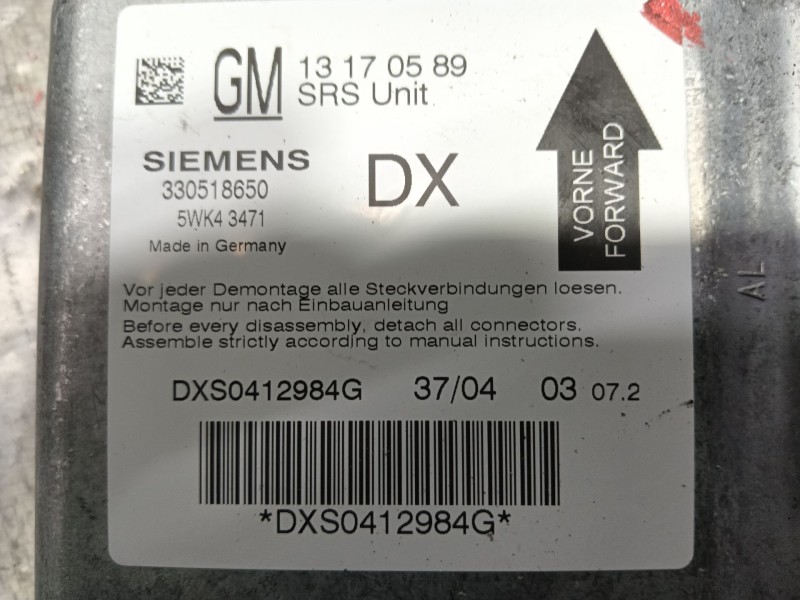 GM 13 17 05 89
SRS Unit
SIEMENS
330518650
5WK4 3471
Made in Germany
DX
VORNE
FORWARD
AL
Vor jeder Demontage alle Steckverbindungen loesen.
Montage nur nach Einbauanleitung
Before every disassembly, detach all connectors.
Assemble strictly according to manual instructions.
DXS0412984G 37/04 03 07.2
*DXS0412984G*